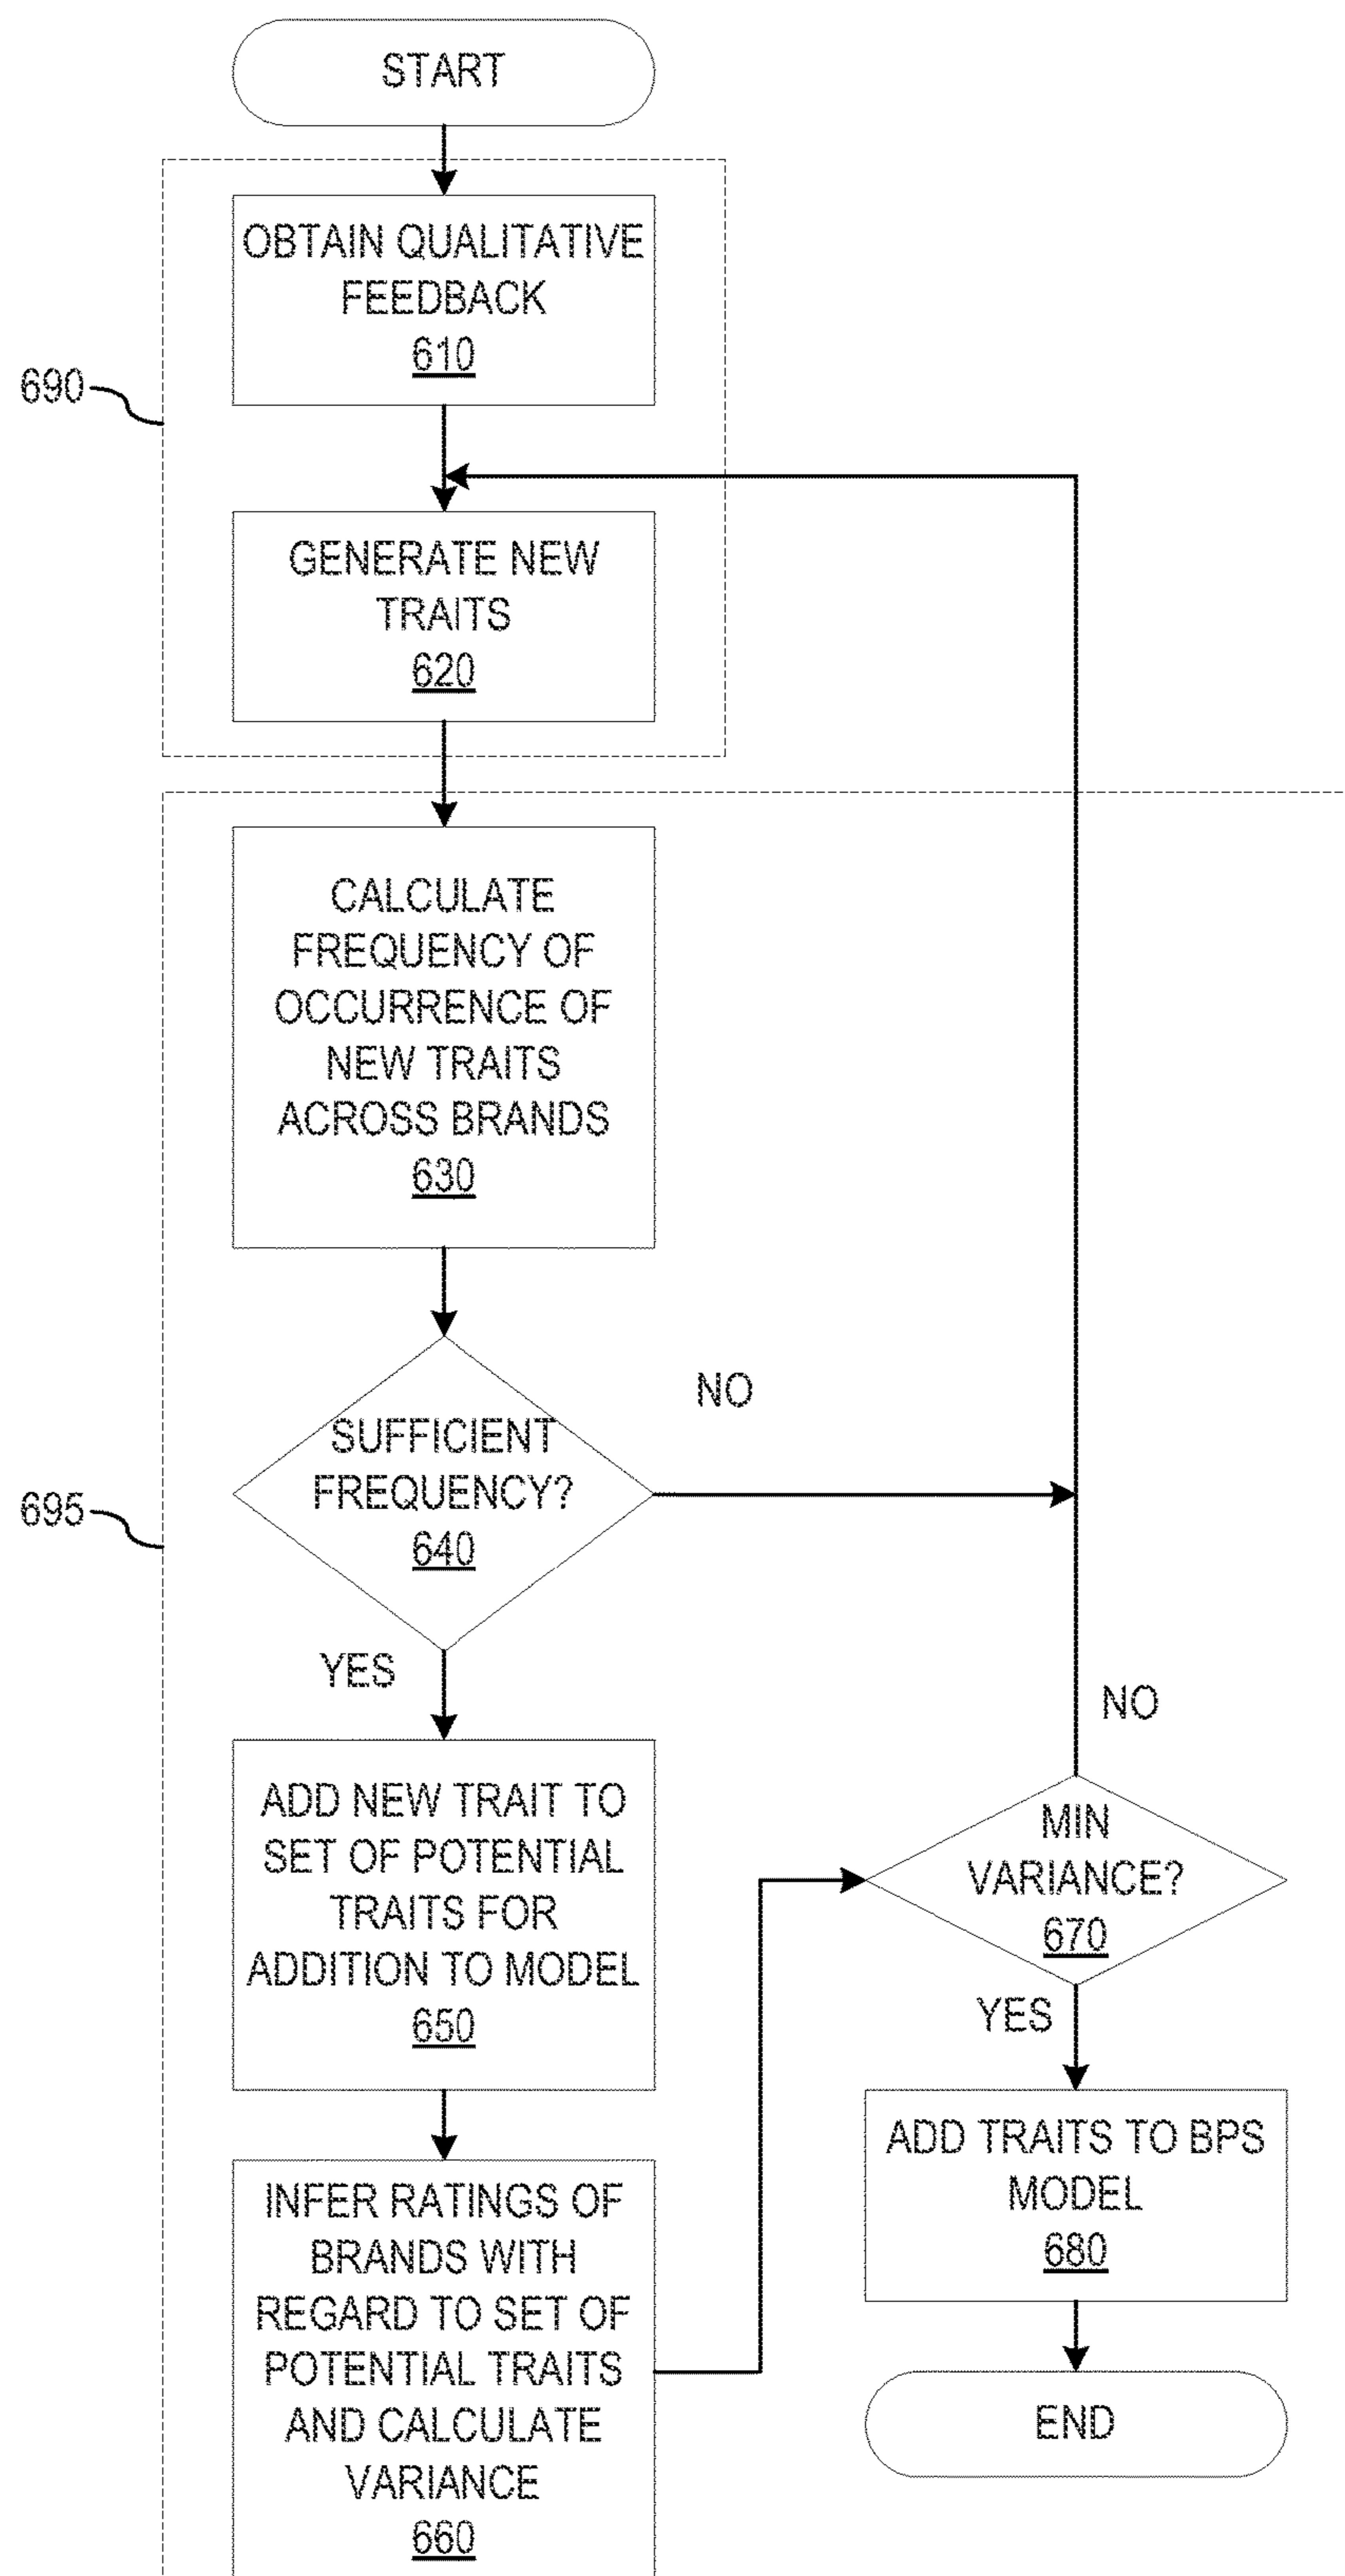 START
OBTAIN QUALITATIVE
FEEDBACK
610
690
GENERATE NEW
TRAITS
620
CALCULATE
FREQUENCY OF
OCCURRENCE OF
NEW TRAITS
ACROSS BRANDS
630
NO
SUFFICIENT
FREQUENCY?
640
695
YES
ADD NEW TRAIT TO
SET OF POTENTIAL
TRAITS FOR
ADDITION TO MODEL
650
INFER RATINGS OF
BRANDS WITH
REGARD TO SET OF
POTENTIAL TRAITS
AND CALCULATE
VARIANCE
660
NO
MIN
VARIANCE?
670
YES
ADD TRAITS TO BPS
MODEL
680
END